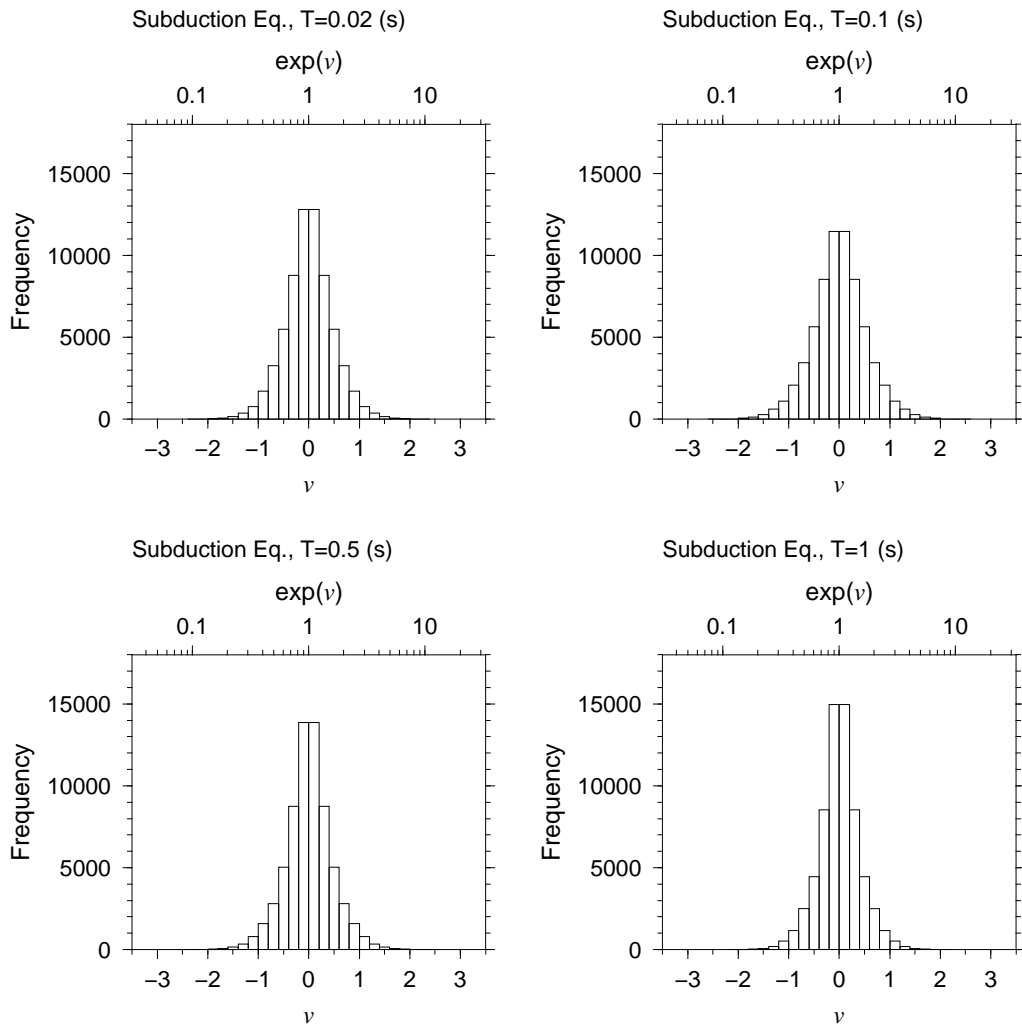 Subduction Eq., T=0.02 (s)
exp(v)
0.1 1 10
15000
10000
5000
0
Frequency
−3 −2 −1 0 1 2 3
v
Subduction Eq., T=0.1 (s)
exp(v)
0.1 1 10
15000
10000
5000
0
Frequency
−3 −2 −1 0 1 2 3
v
Subduction Eq., T=0.5 (s)
exp(v)
0.1 1 10
15000
10000
5000
0
Frequency
−3 −2 −1 0 1 2 3
v
Subduction Eq., T=1 (s)
exp(v)
0.1 1 10
15000
10000
5000
0
Frequency
−3 −2 −1 0 1 2 3
v